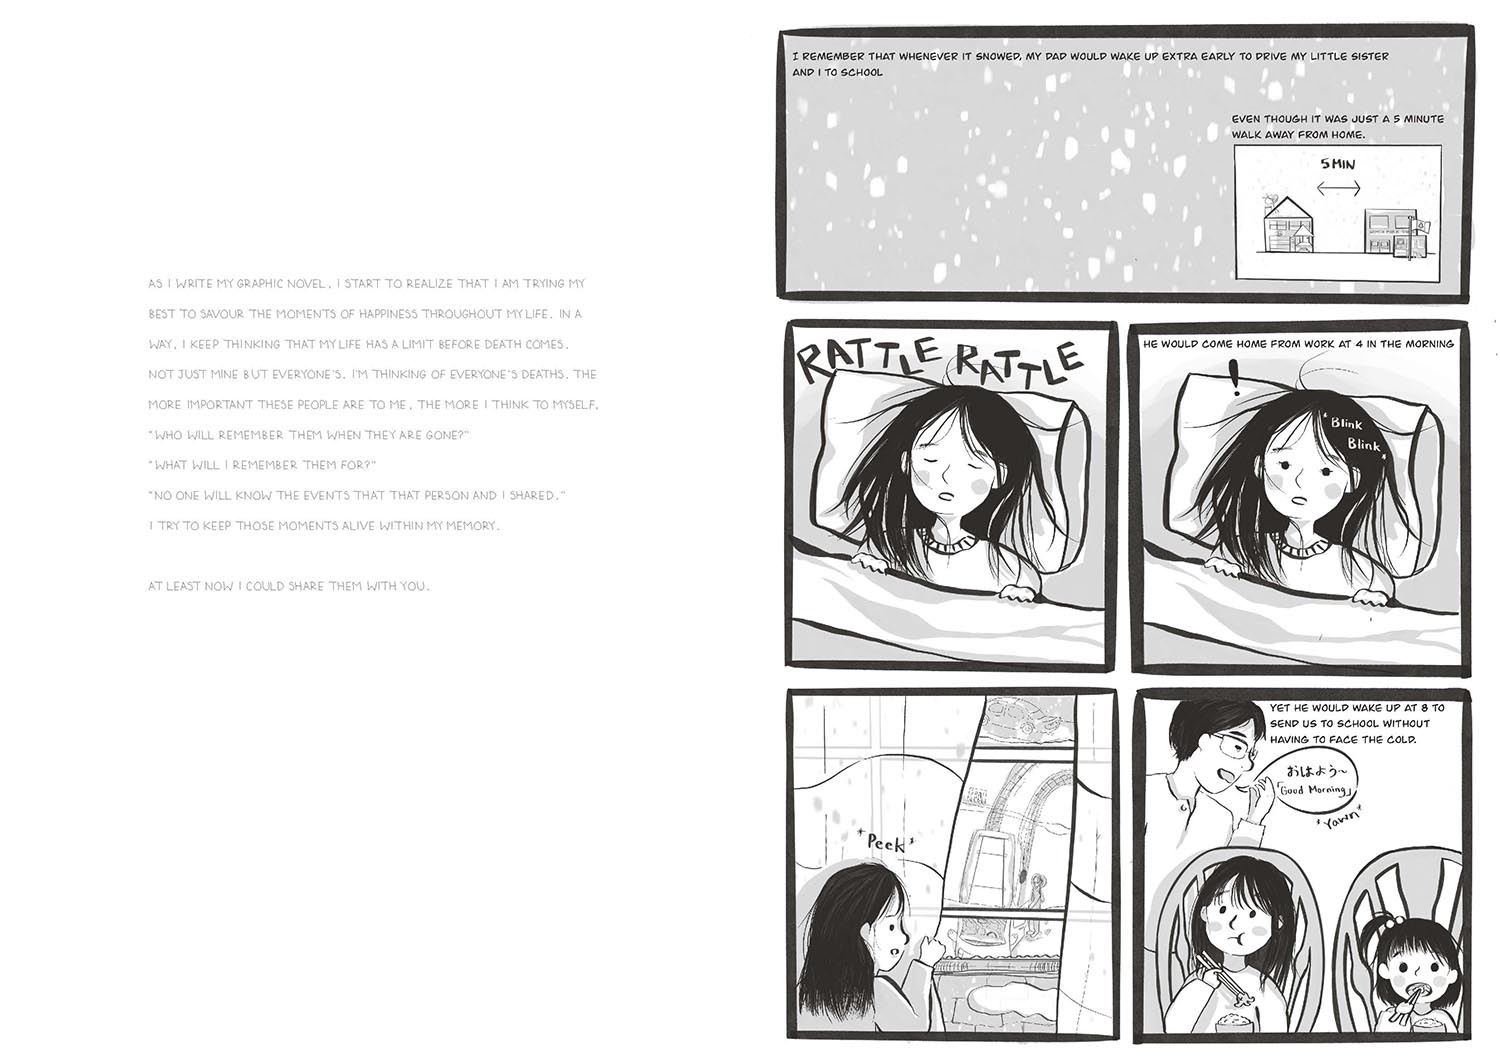 AS I WRITE MY GRAPHIC NOVEL, I START TO REALIZE THAT I AM TRYING MY
BEST TO SAVOUR THE MOMENTS OF HAPPINESS THROUGHOUT MY LIFE. IN A
WAY, I KEEP THINKING THAT MY LIFE HAS A LIMIT BEFORE DEATH COMES.
NOT JUST MINE BUT EVERYONE'S. I'M THINKING OF EVERYONE'S DEATHS. THE
MORE IMPORTANT THESE PEOPLE ARE TO ME, THE MORE I THINK TO MYSELF,
"WHO WILL REMEMBER THEM WHEN THEY ARE GONE?"
"WHAT WILL I REMEMBER THEM FOR?"
"NO ONE WILL KNOW THE EVENTS THAT THAT PERSON AND I SHARED."
I TRY TO KEEP THOSE MOMENTS ALIVE WITHIN MY MEMORY.
AT LEAST NOW I COULD SHARE THEM WITH YOU.
I REMEMBER THAT WHENEVER IT SNOWED, MY DAD WOULD WAKE UP EXTRA EARLY TO DRIVE MY LITTLE SISTER
AND I TO SCHOOL
EVEN THOUGH IT WAS JUST A 5 MINUTE
WALK AWAY FROM HOME.
5 MIN
RATTLE RATTLE
HE WOULD COME HOME FROM WORK AT 4 IN THE MORNING
!
*Blink
Blink*
*Peek*
YET HE WOULD WAKE UP AT 8 TO
SEND US TO SCHOOL WITHOUT
HAVING TO FACE THE COLD.
おはよう~
「Good Morning」
*Yawn*